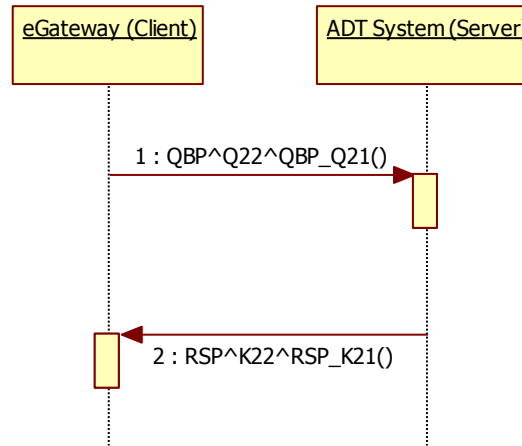 eGateway (Client)
ADT System (Server)
1 : QBP^Q22^QBP_Q21()
2 : RSP^K22^RSP_K21()